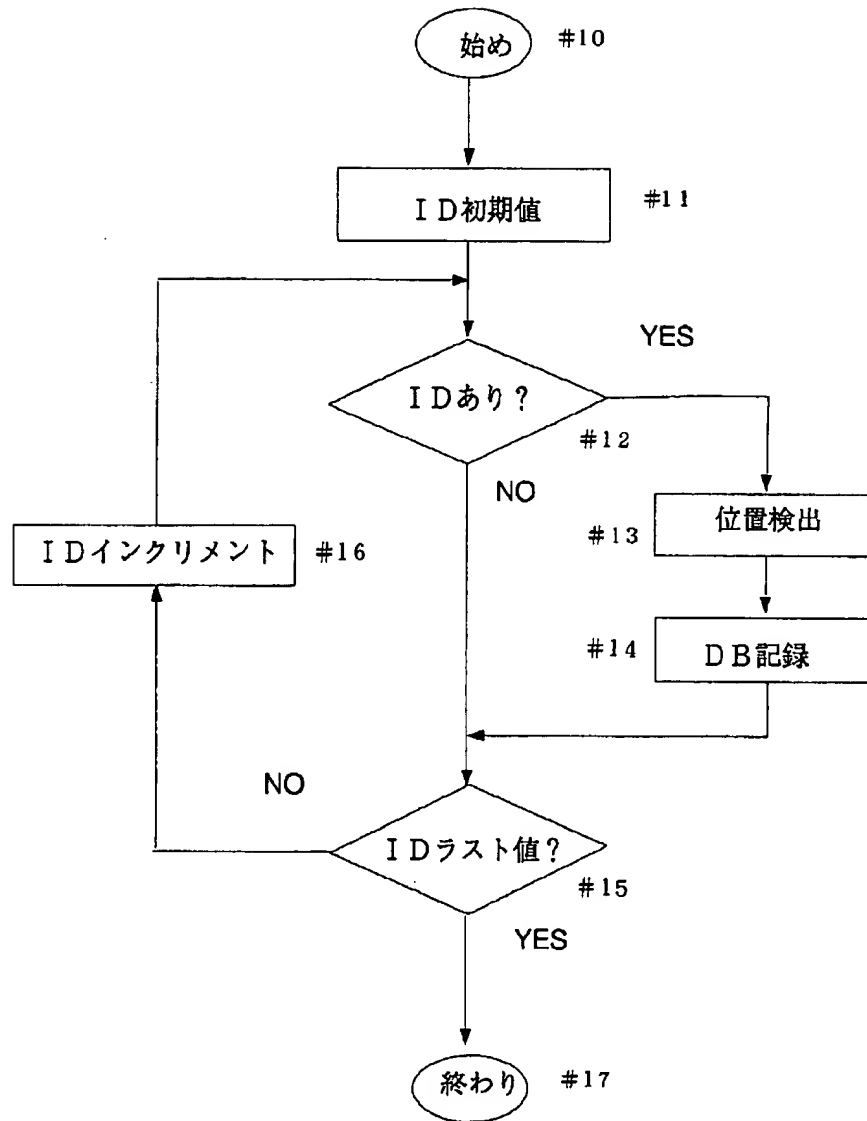 始め #10
ＩＤ初期値 #11
YES
ＩＤあり？
#12
NO
位置検出
#13
ＩＤインクリメント #16
#14 ＤＢ記録
NO
ＩＤラスト値？
#15
YES
終わり #17